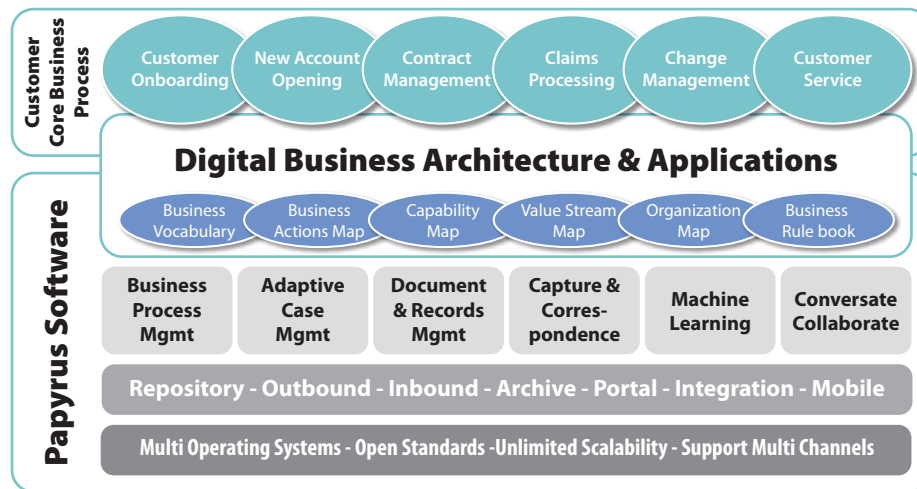 Customer
Core Business
Process
Customer
Onboarding
New Account
Opening
Contract
Management
Claims
Processing
Change
Management
Customer
Service
Digital Business Architecture & Applications
Papyrus Software
Business
Vocabulary
Business
Actions Map
Capability
Map
Value Stream
Map
Organization
Map
Business
Rule book
Business
Process
Mgmt
Adaptive
Case
Mgmt
Document
& Records
Mgmt
Capture &
Corres-
pondence
Machine
Learning
Conversate
Collaborate
Repository - Outbound - Inbound - Archive - Portal - Integration - Mobile
Multi Operating Systems - Open Standards -Unlimited Scalability - Support Multi Channels